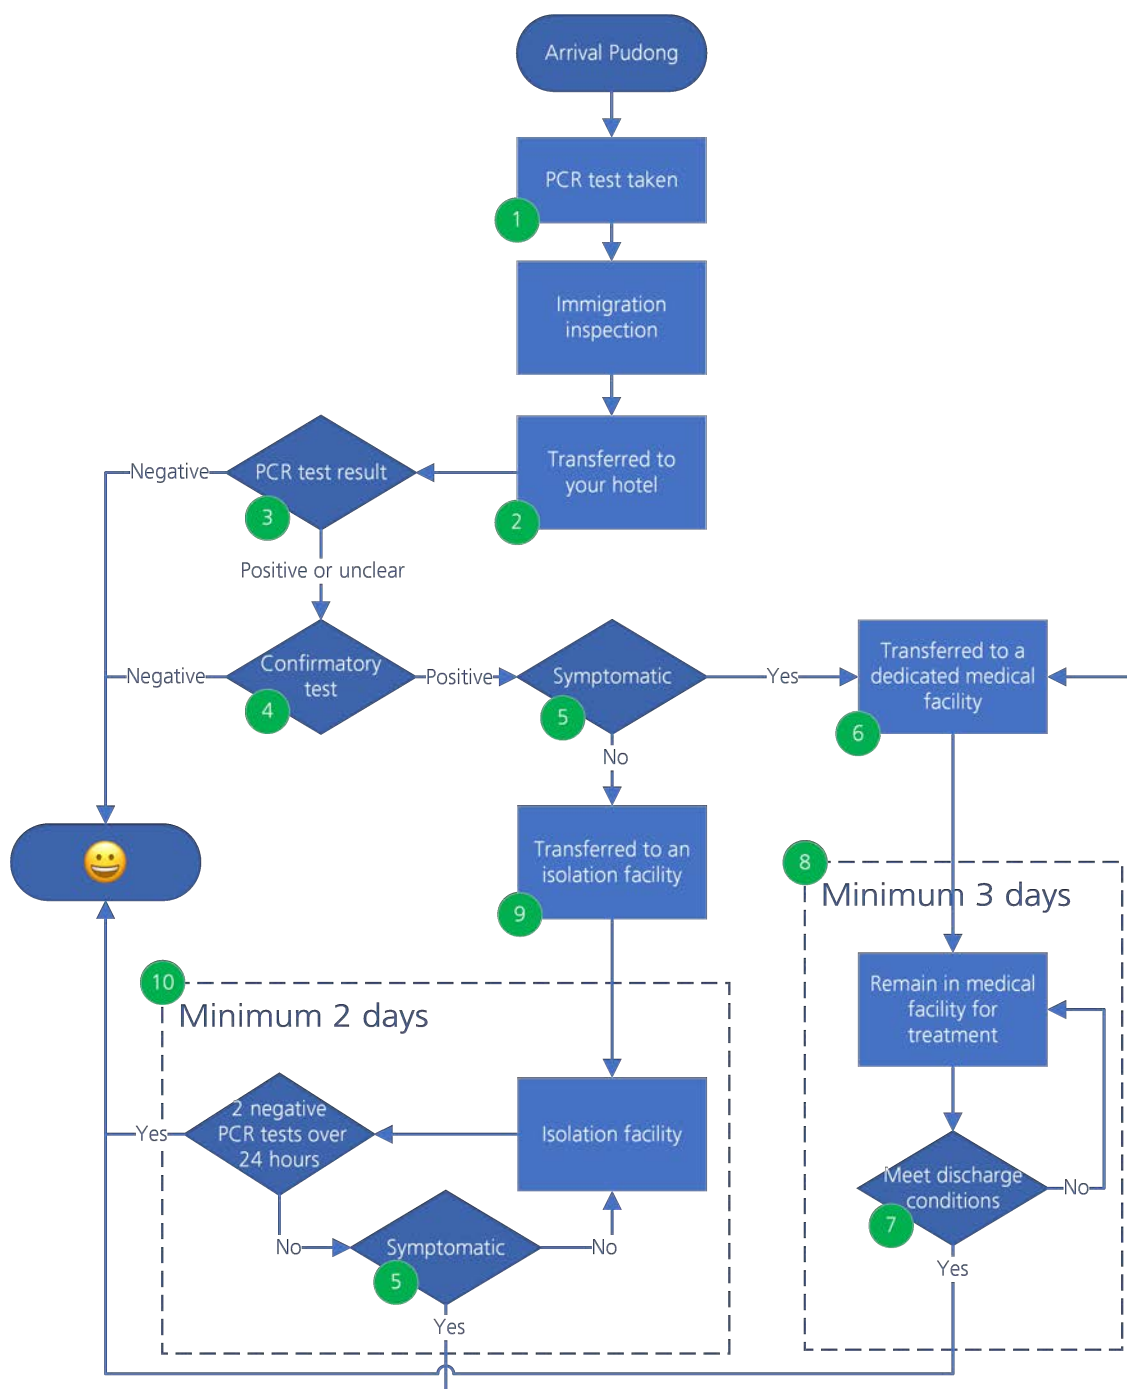 Arrival Pudong
PCR test taken
1
Immigration
inspection
Transferred to
your hotel
2
Negative
PCR test result
3
Positive or unclear
Negative
Confirmatory
test
4
Positive
Symptomatic
5
Yes
Transferred to a
dedicated medical
facility
6
No
Transferred to an
isolation facility
9
8
Minimum 3 days
Remain in medical
facility for
treatment
Meet discharge
conditions
7
No
Yes
10
Minimum 2 days
Isolation facility
2 negative
PCR tests over
24 hours
Yes
No
Symptomatic
5
No
Yes